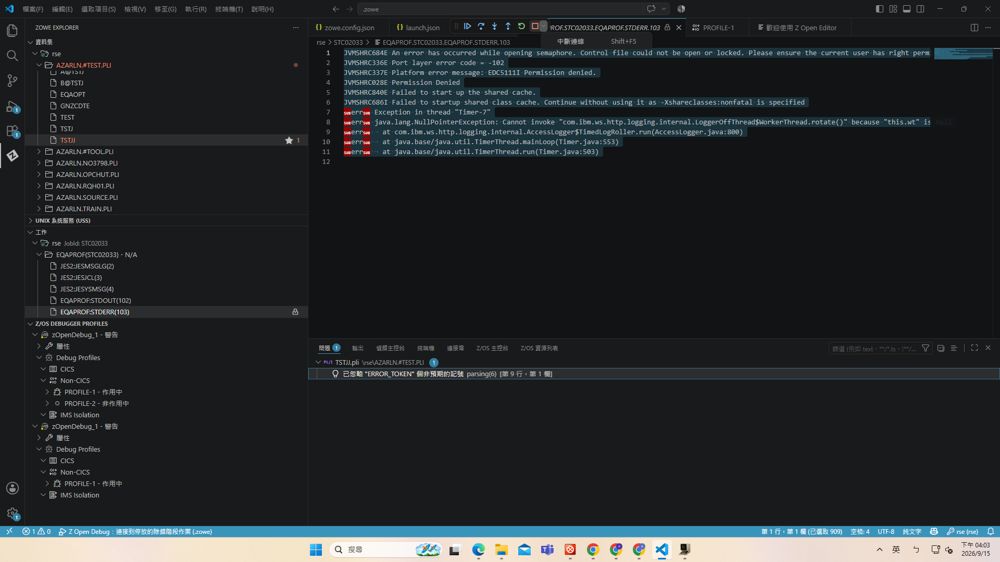 檔案(F) 編輯(E) 選取項目(S) 檢視(V) 移至(G) 執行(R) 終端機(T) 說明(H)
.zowe
ZOWE EXPLORER
資料集
rse
AZARLN.#TEST.PLI
A@TSTJ
B@TSTJ
EQAOPT
GNZCDTE
TEST
TSTJ
TSTJJ 1
AZARLN.#TOOL.PLI
AZARLN.NO3798.PLI
AZARLN.OPCHUT.PLI
AZARLN.RQH01.PLI
AZARLN.SOURCE.PLI
AZARLN.TRAIN.PLI
UNIX 系統服務 (USS)
工作
rse JobId: STC02033
EQAPROF(STC02033) - N/A
JES2:JESMSGLG(2)
JES2:JESJCL(3)
JES2:JESYSMSG(4)
EQAPROF:STDOUT(102)
EQAPROF:STDERR(103)
Z/OS DEBUGGER PROFILES
zOpenDebug_1 - 警告
屬性
Debug Profiles
CICS
Non-CICS
PROFILE-1 - 作用中
PROFILE-2 - 非作用中
IMS Isolation
zOpenDebug_1 - 警告
屬性
Debug Profiles
CICS
Non-CICS
PROFILE-1 - 作用中
IMS Isolation
1
1
1
zowe.config.json launch.json ROF.STC02033.EQAPROF.STDERR.103 PROFILE-1 歡迎使用 Z Open Editor
中斷連線 Shift+F5
rse > STC02033 > EQAPROF.STC02033.EQAPROF.STDERR.103
1 JVMSHRC684E An error has occurred while opening semaphore. Control file could not be open or locked. Please ensure the current user has right perm
2 JVMSHRC336E Port layer error code = -102
3 JVMSHRC337E Platform error message: EDC5111I Permission denied.
4 JVMSHRC028E Permission Denied
5 JVMSHRC840E Failed to start up the shared cache.
6 JVMSHRC686I Failed to startup shared class cache. Continue without using it as -Xshareclasses:nonfatal is specified
7 SUBerrSUB Exception in thread "Timer-7"
8 SUBerrSUB java.lang.NullPointerException: Cannot invoke "com.ibm.ws.http.logging.internal.LoggerOffThread$WorkerThread.rotate()" because "this.wt" is null
9 SUBerrSUB → at com.ibm.ws.http.logging.internal.AccessLogger$TimedLogRoller.run(AccessLogger.java:800)
10 SUBerrSUB → at java.base/java.util.TimerThread.mainLoop(Timer.java:553)
11 SUBerrSUB → at java.base/java.util.TimerThread.run(Timer.java:503)
12
問題 1 輸出 偵錯主控台 終端機 連接埠 Z/OS 主控台 Z/OS 資源列表
篩選 (例如 text、**/*.ts、!**/...
PL/I TSTJJ.pli \rse\AZARLN.#TEST.PLI 1
已忽略 "ERROR_TOKEN" 個非預期的記號 parsing(6) [第 9 行，第 1 欄]
1 0 Z Open Debug：連接到停放的除錯階段作業 (.zowe)
第 1 行，第 1 欄 (已選取 909) 空格: 4 UTF-8 純文字 rse (rse)
搜尋
英 ㄅ
下午 04:03
2026/9/15